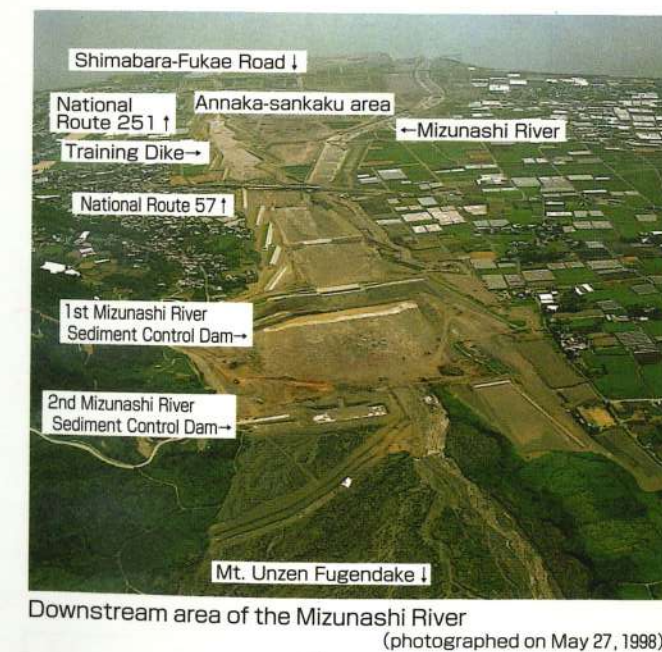 Shimabara-Fukae Road ↓
National
Route 251 ↑
Annaka-sankaku area
←Mizunashi River
Training Dike→
National Route 57 ↑
1st Mizunashi River
Sediment Control Dam→
2nd Mizunashi River
Sediment Control Dam→
Mt. Unzen Fugendake ↓
Downstream area of the Mizunashi River
(photographed on May 27, 1998)